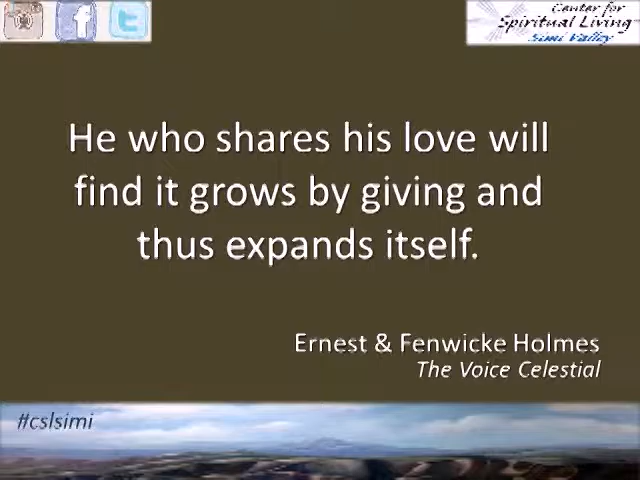 Center for
Spiritual Living
Simi Valley
He who shares his love will
find it grows by giving and
thus expands itself.
Ernest & Fenwicke Holmes
The Voice Celestial
#cslsimi